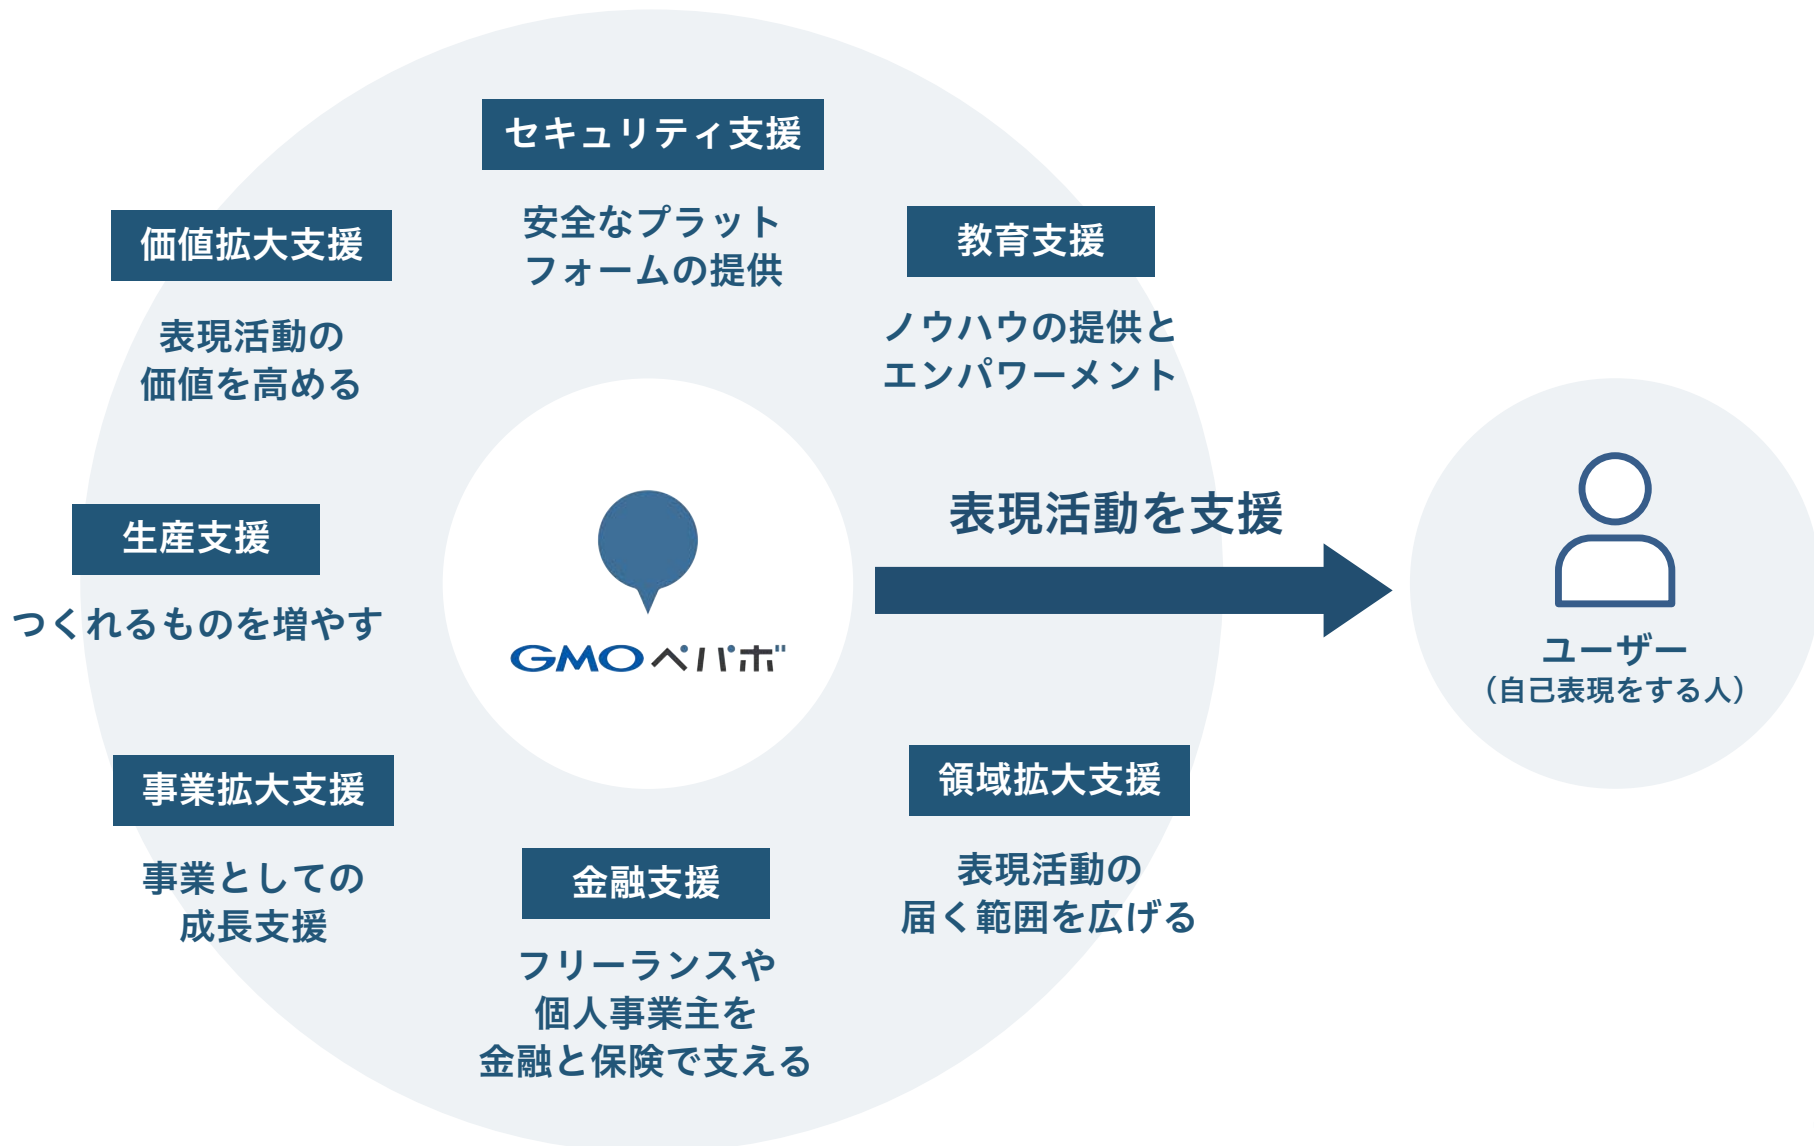 セキュリティ支援
安全なプラット
フォームの提供
価値拡大支援
表現活動の
価値を高める
教育支援
ノウハウの提供と
エンパワーメント
生産支援
つくれるものを増やす
GMOペパボ
表現活動を支援
ユーザー
（自己表現をする人）
事業拡大支援
事業としての
成長支援
金融支援
フリーランスや
個人事業主を
金融と保険で支える
領域拡大支援
表現活動の
届く範囲を広げる